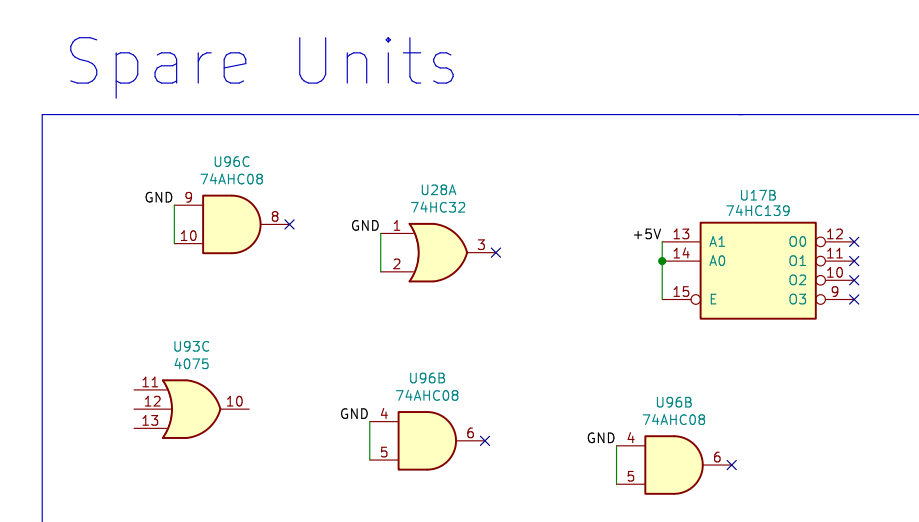 Spare Units
U96C
74AHC08
GND
9
10
8
U28A
74HC32
GND
1
2
3
U17B
74HC139
+5V
13
14
15
A1
A0
E
O0
O1
O2
O3
12
11
10
9
U93C
4075
11
12
13
10
U96B
74AHC08
GND
4
5
6
U96B
74AHC08
GND
4
5
6